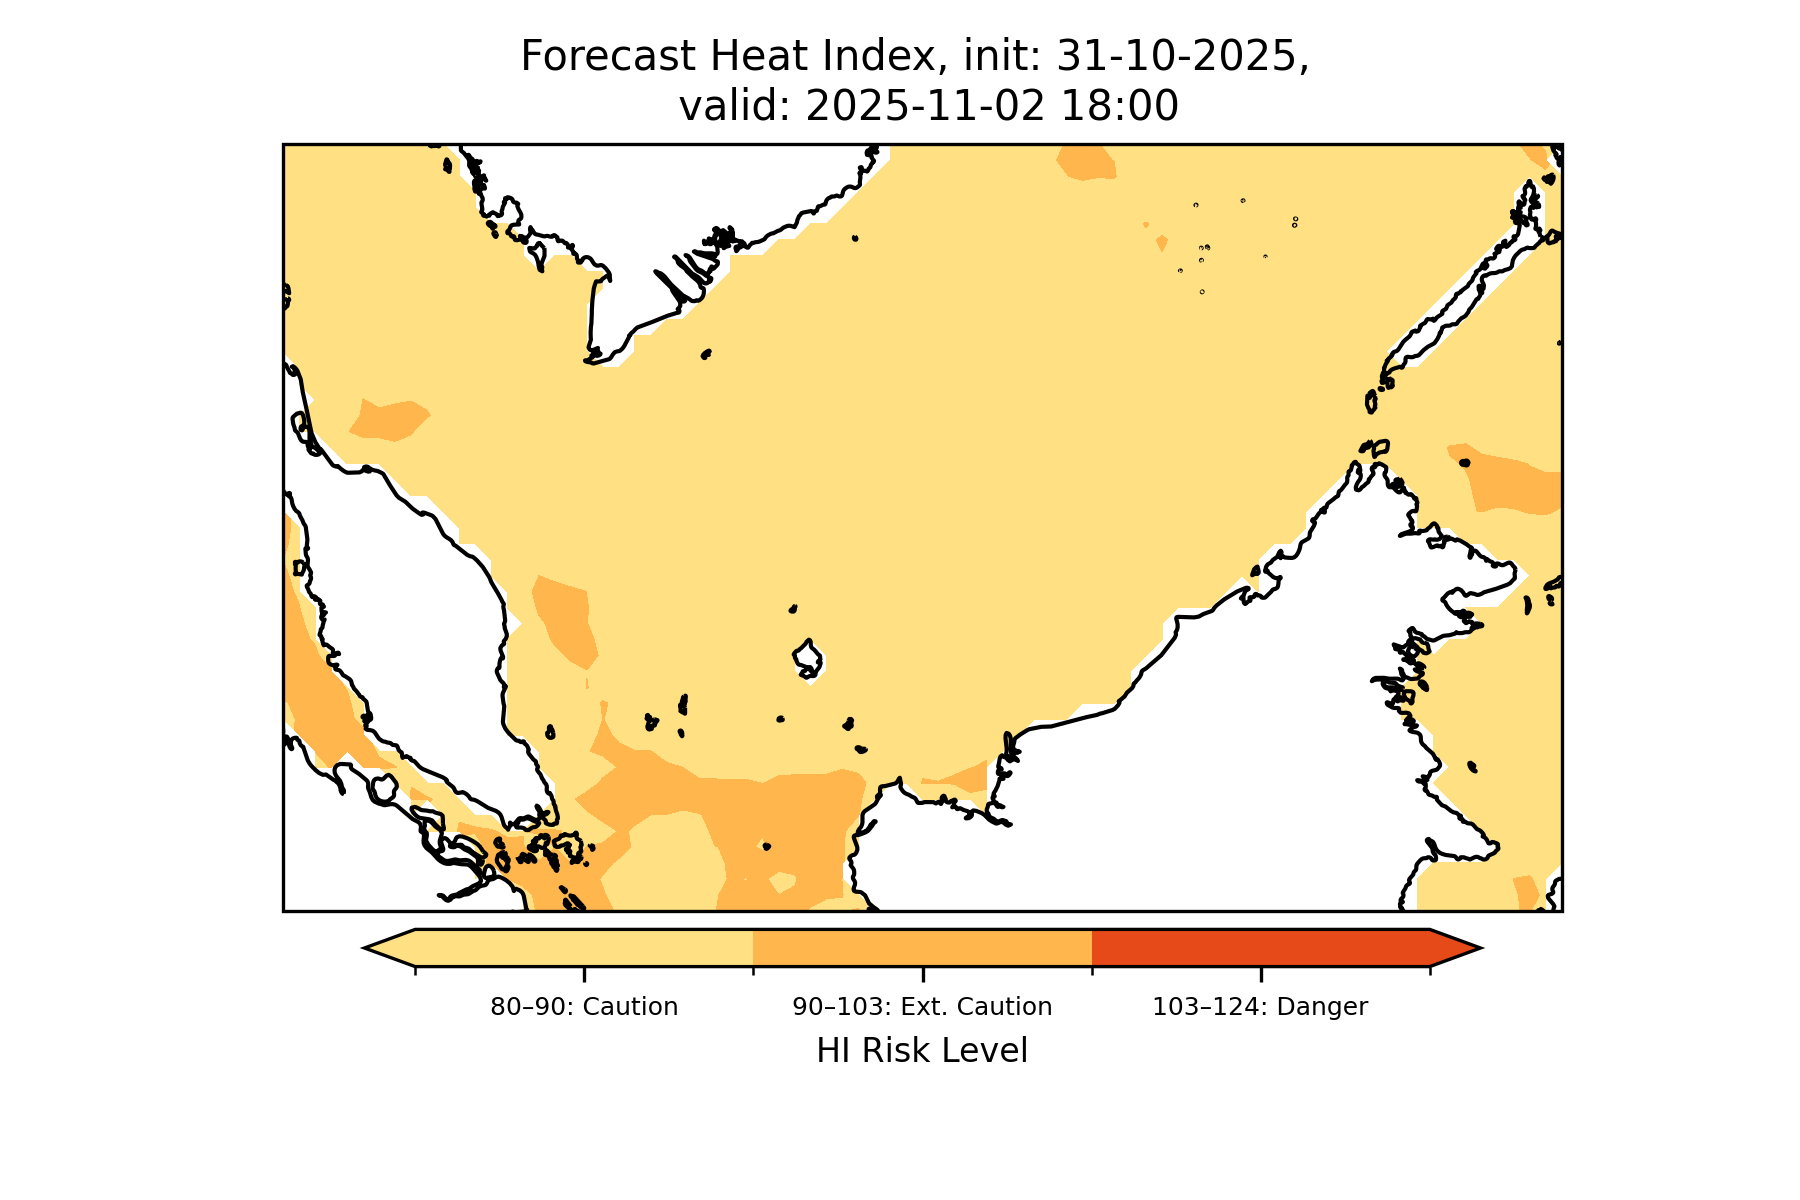 Forecast Heat Index, init: 31-10-2025,
valid: 2025-11-02 18:00
80–90: Caution
90–103: Ext. Caution
103–124: Danger
HI Risk Level